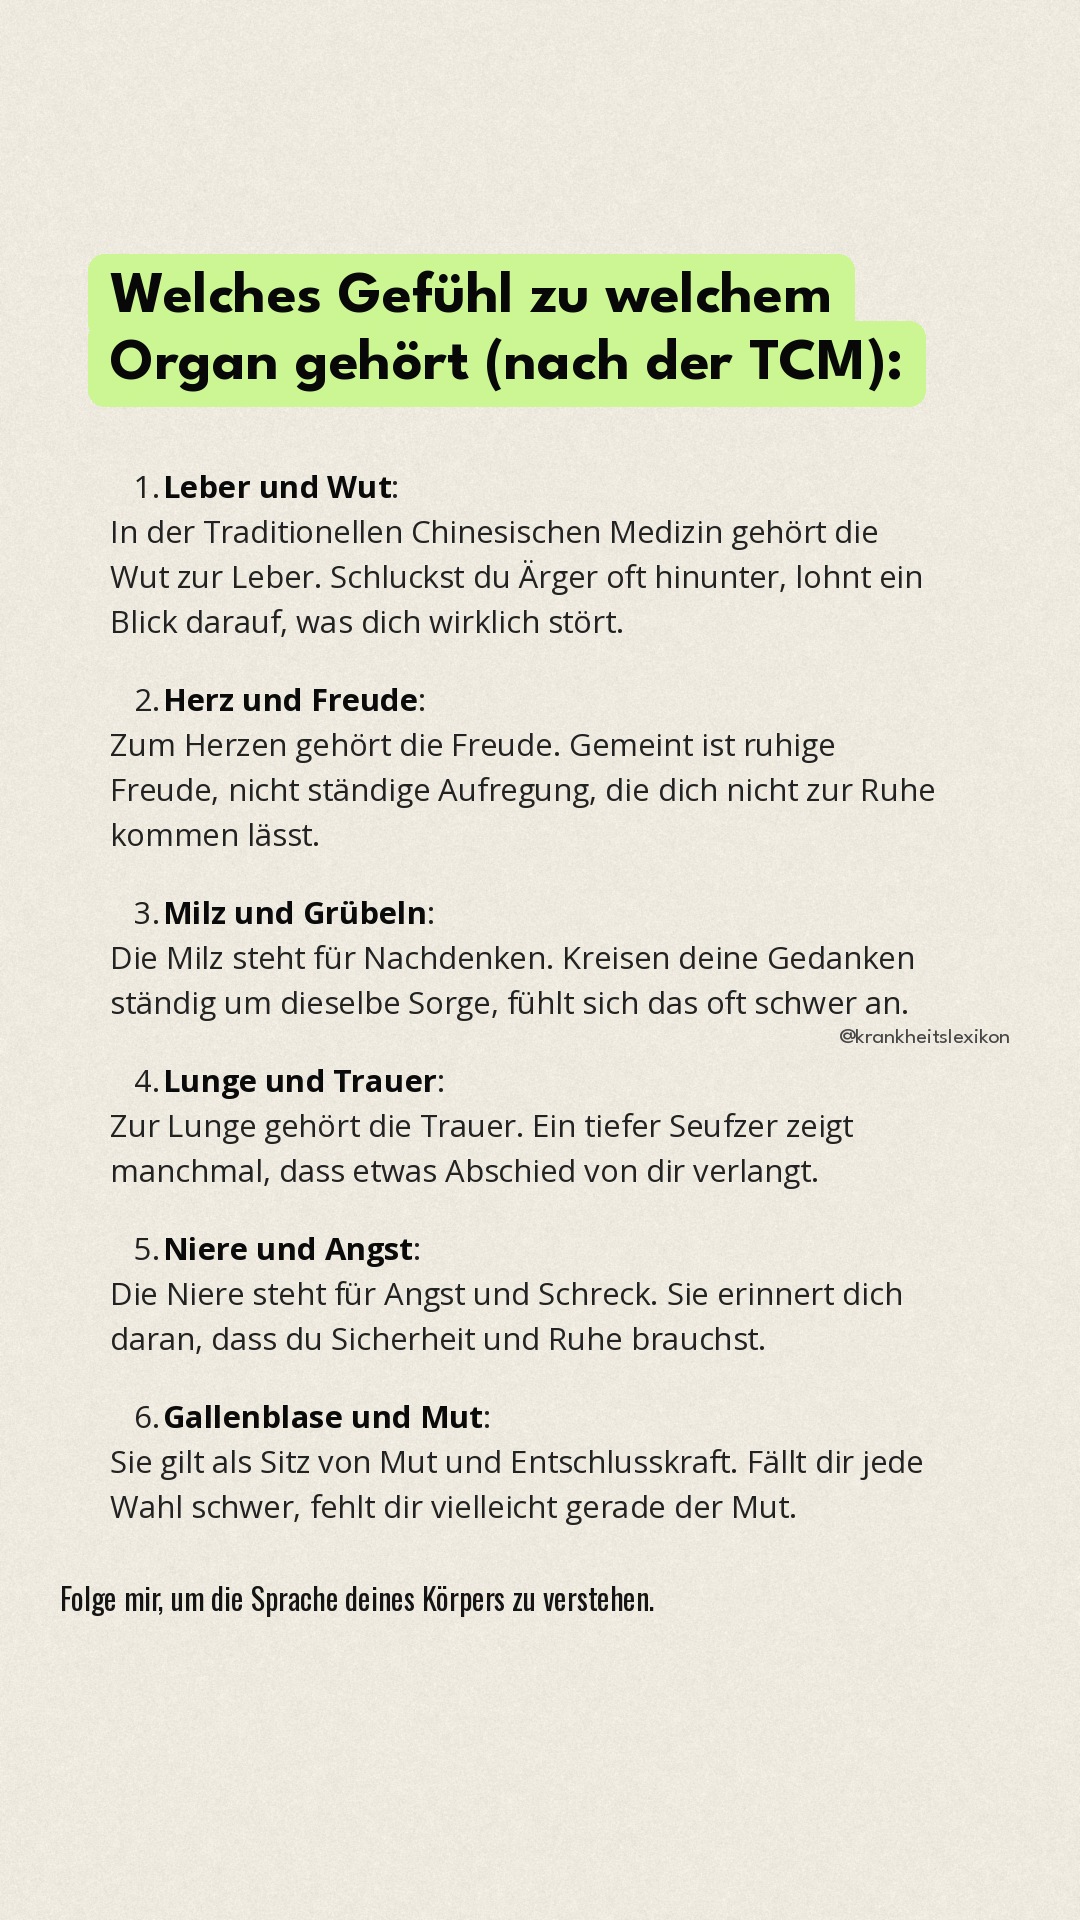 Welches Gefühl zu welchem
Organ gehört (nach der TCM):
1. Leber und Wut:
In der Traditionellen Chinesischen Medizin gehört die
Wut zur Leber. Schluckst du Ärger oft hinunter, lohnt ein
Blick darauf, was dich wirklich stört.
2. Herz und Freude:
Zum Herzen gehört die Freude. Gemeint ist ruhige
Freude, nicht ständige Aufregung, die dich nicht zur Ruhe
kommen lässt.
3. Milz und Grübeln:
Die Milz steht für Nachdenken. Kreisen deine Gedanken
ständig um dieselbe Sorge, fühlt sich das oft schwer an.
@krankheitslexikon
4. Lunge und Trauer:
Zur Lunge gehört die Trauer. Ein tiefer Seufzer zeigt
manchmal, dass etwas Abschied von dir verlangt.
5. Niere und Angst:
Die Niere steht für Angst und Schreck. Sie erinnert dich
daran, dass du Sicherheit und Ruhe brauchst.
6. Gallenblase und Mut:
Sie gilt als Sitz von Mut und Entschlusskraft. Fällt dir jede
Wahl schwer, fehlt dir vielleicht gerade der Mut.
Folge mir, um die Sprache deines Körpers zu verstehen.